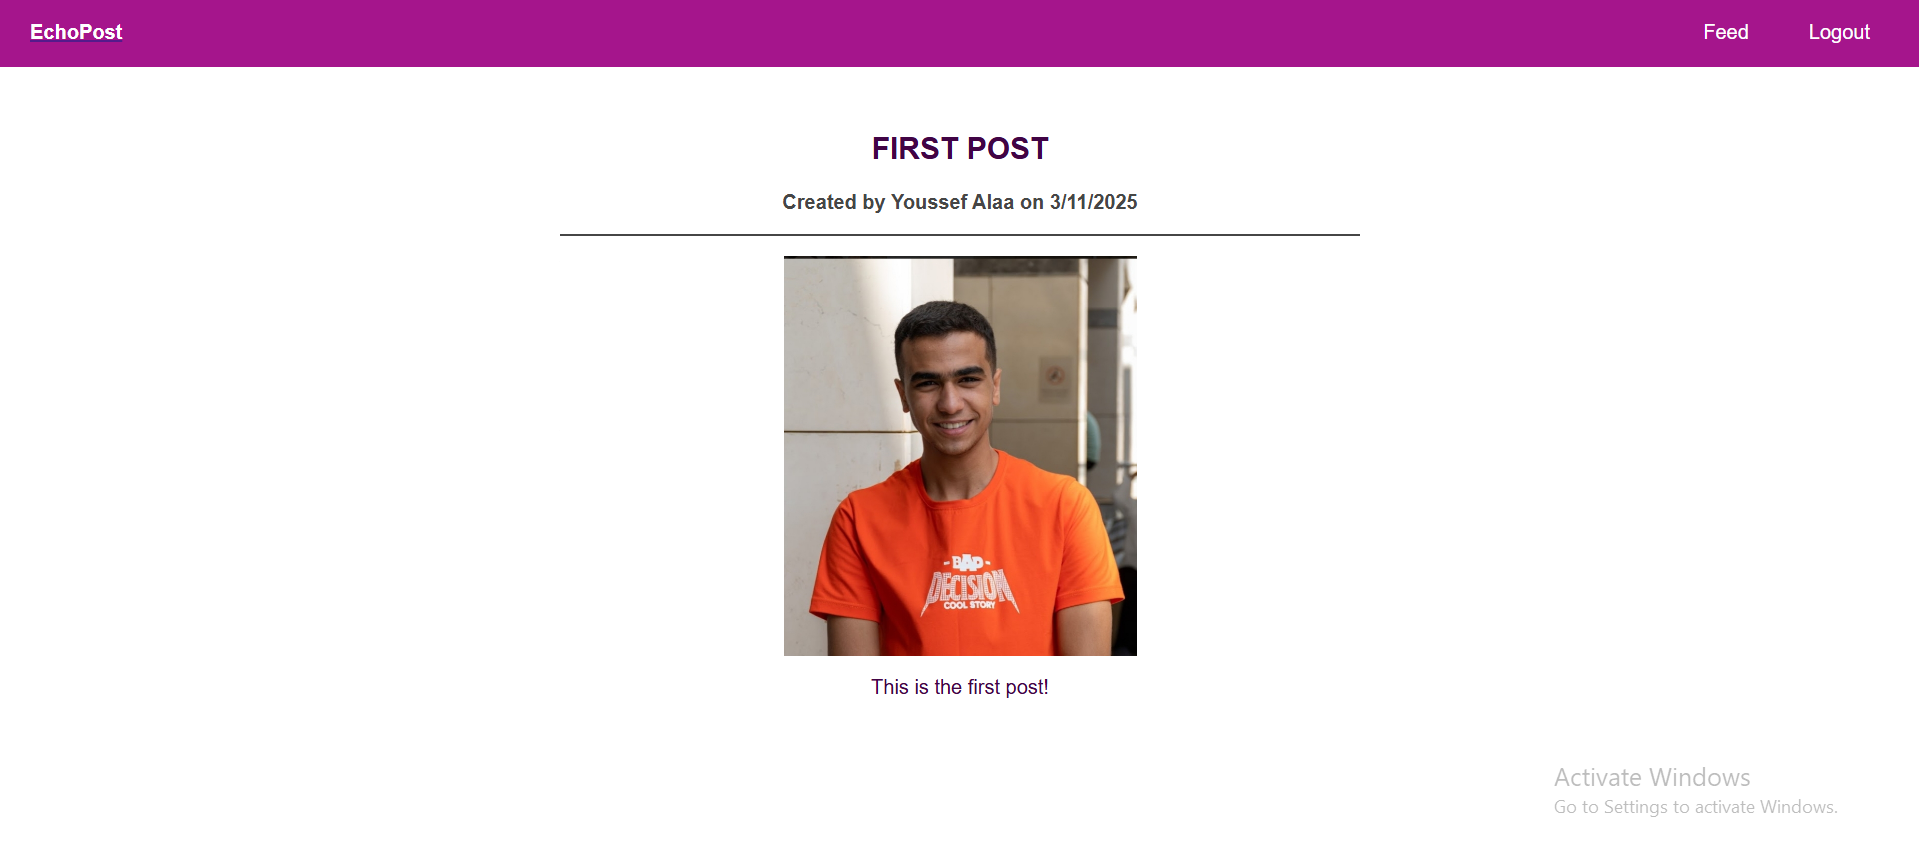 EchoPost
Feed
Logout
FIRST POST
Created by Youssef Alaa on 3/11/2025
- BAD -
DECISION
COOL STORY
This is the first post!
Activate Windows
Go to Settings to activate Windows.